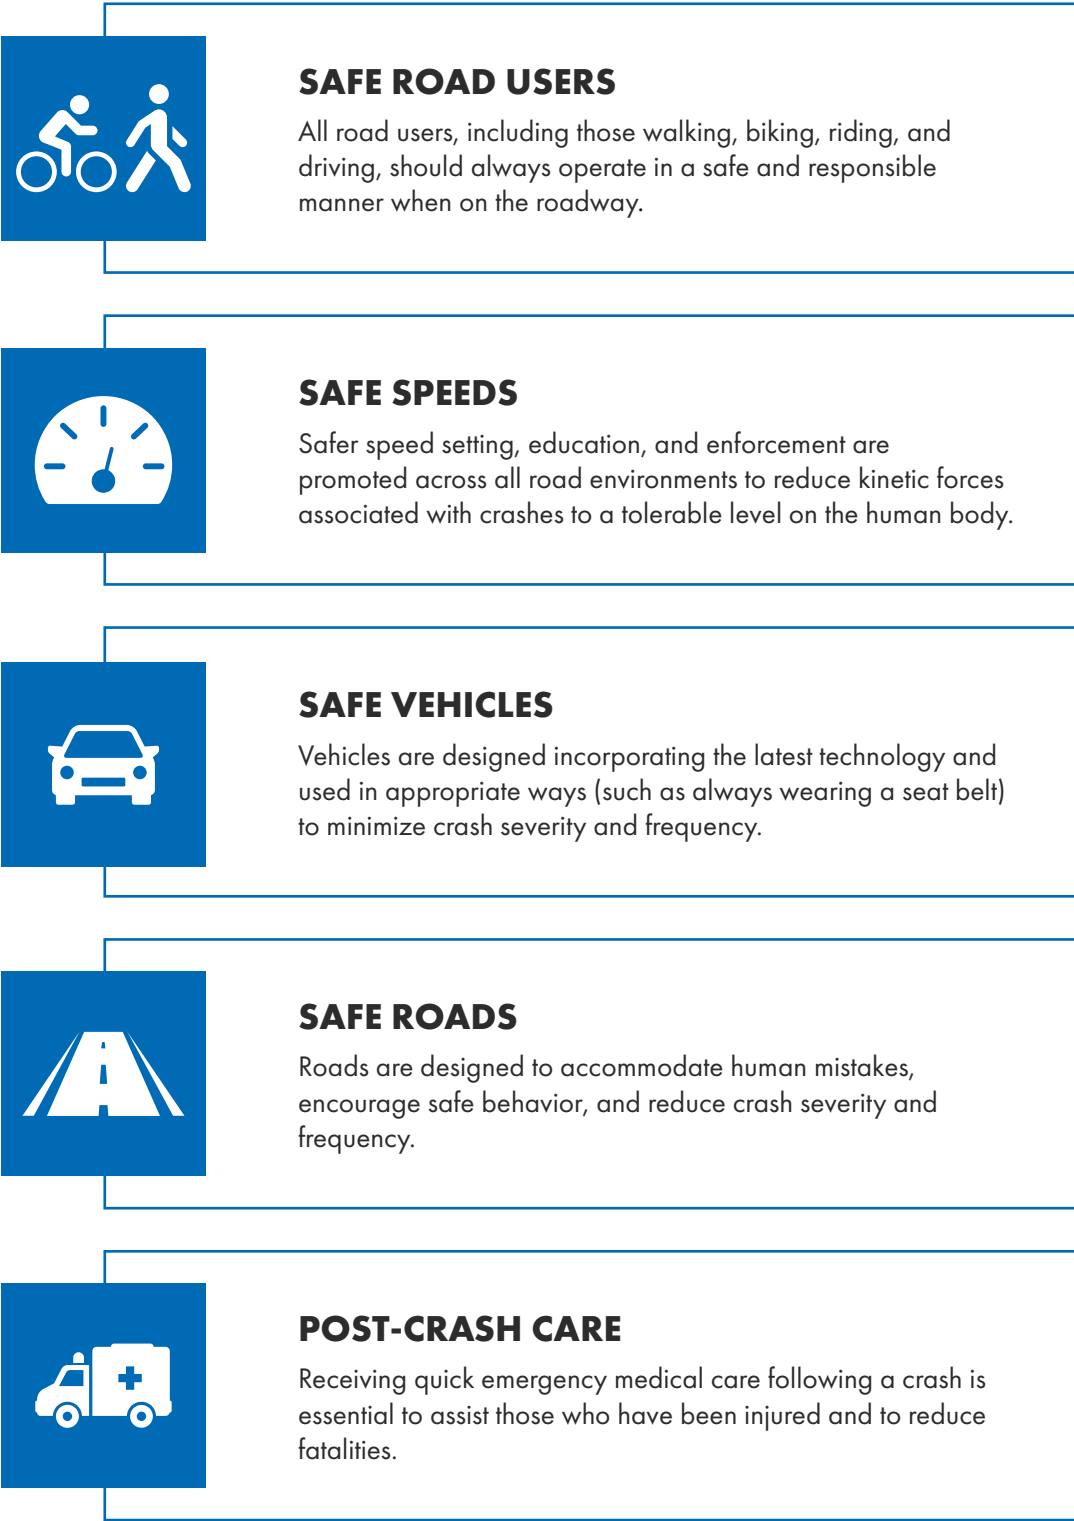 SAFE ROAD USERS
All road users, including those walking, biking, riding, and
driving, should always operate in a safe and responsible
manner when on the roadway.
SAFE SPEEDS
Safer speed setting, education, and enforcement are
promoted across all road environments to reduce kinetic forces
associated with crashes to a tolerable level on the human body.
SAFE VEHICLES
Vehicles are designed incorporating the latest technology and
used in appropriate ways (such as always wearing a seat belt)
to minimize crash severity and frequency.
SAFE ROADS
Roads are designed to accommodate human mistakes,
encourage safe behavior, and reduce crash severity and
frequency.
POST-CRASH CARE
Receiving quick emergency medical care following a crash is
essential to assist those who have been injured and to reduce
fatalities.